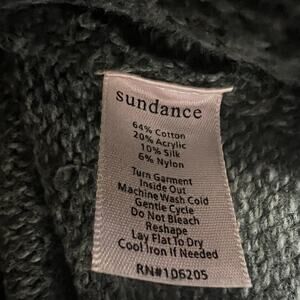 sundance
64% Cotton
20% Acrylic
10% Silk
6% Nylon
Turn Garment
Inside Out
Machine Wash Cold
Gentle Cycle
Do Not Bleach
Reshape
Lay Flat To Dry
Cool Iron if Needed
RN#106205